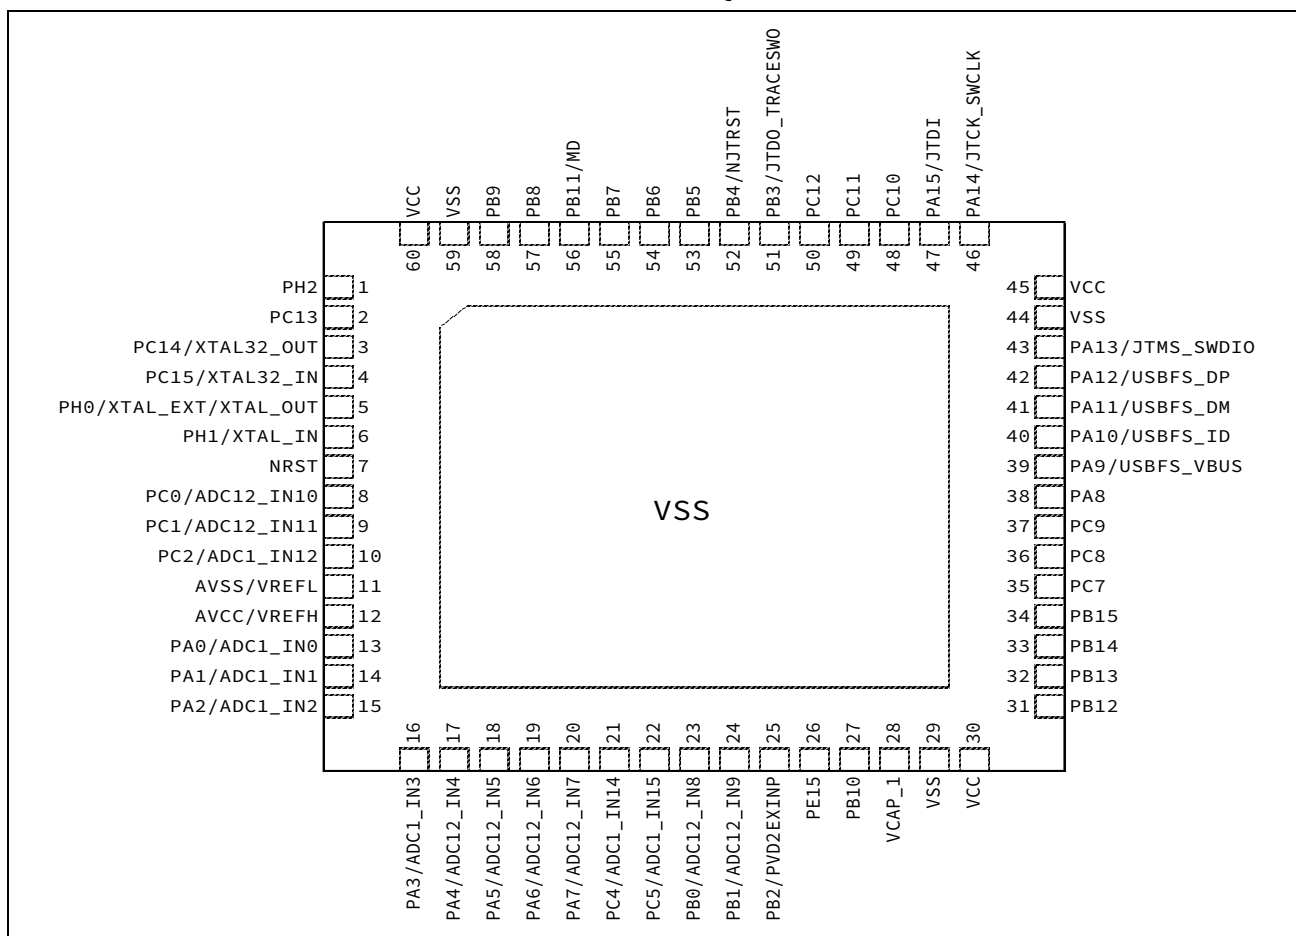 PA14/JTCK_SWCLK
PB3/JTDO_TRACESWO
PB4/NJTRST
PA15/JTDI
PB11/MD
VCC
VSS
PB9
PB8
PB7
PB6
PB5
PC12
PC11
PC10
60 59 58 57 56 55 54 53 52 51 50 49 48 47 46
PH2 1
PC13 2
PC14/XTAL32_OUT 3
PC15/XTAL32_IN 4
PH0/XTAL_EXT/XTAL_OUT 5
PH1/XTAL_IN 6
NRST 7
PC0/ADC12_IN10 8
PC1/ADC12_IN11 9
PC2/ADC1_IN12 10
AVSS/VREFL 11
AVCC/VREFH 12
PA0/ADC1_IN0 13
PA1/ADC1_IN1 14
PA2/ADC1_IN2 15
VSS
45 VCC
44 VSS
43 PA13/JTMS_SWDIO
42 PA12/USBFS_DP
41 PA11/USBFS_DM
40 PA10/USBFS_ID
39 PA9/USBFS_VBUS
38 PA8
37 PC9
36 PC8
35 PC7
34 PB15
33 PB14
32 PB13
31 PB12
16 17 18 19 20 21 22 23 24 25 26 27 28 29 30
PA3/ADC1_IN3
PA4/ADC12_IN4
PA5/ADC12_IN5
PA6/ADC12_IN6
PA7/ADC12_IN7
PC4/ADC1_IN14
PC5/ADC1_IN15
PB0/ADC12_IN8
PB1/ADC12_IN9
PB2/PVD2EXINP
PE15
PB10
VCAP_1
VSS
VCC